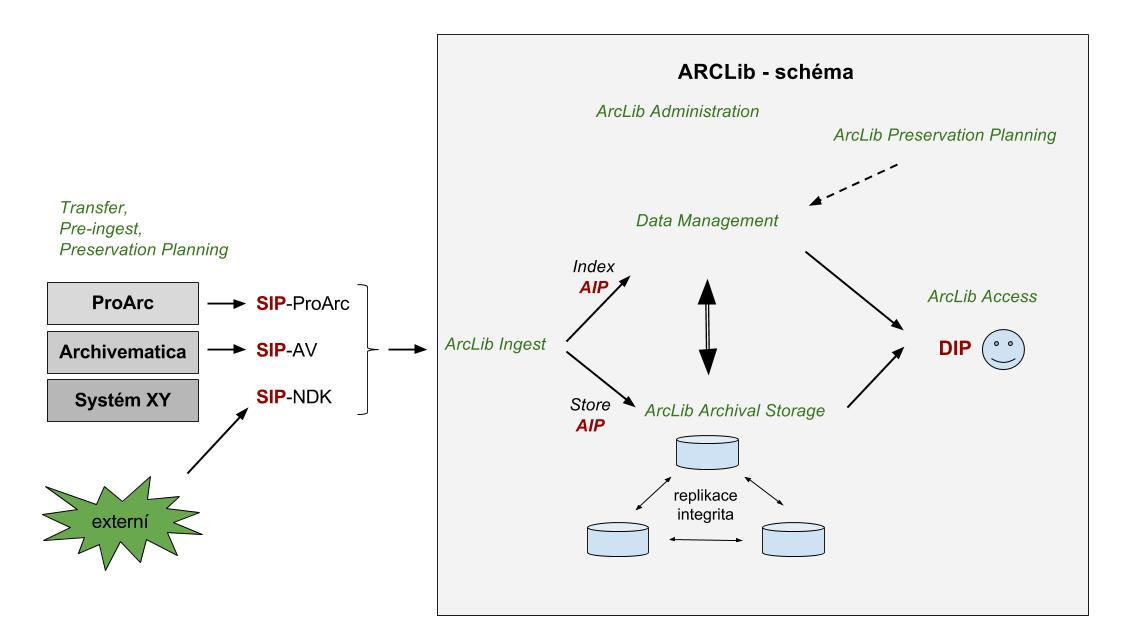 ARCLib - schéma
ArcLib Administration
ArcLib Preservation Planning
Transfer,
Pre-ingest,
Preservation Planning
Data Management
Index
AIP
ProArc
SIP-ProArc
ArcLib Access
Archivematica
SIP-AV
ArcLib Ingest
DIP
Systém XY
SIP-NDK
Store
AIP
ArcLib Archival Storage
replikace
integrita
externí